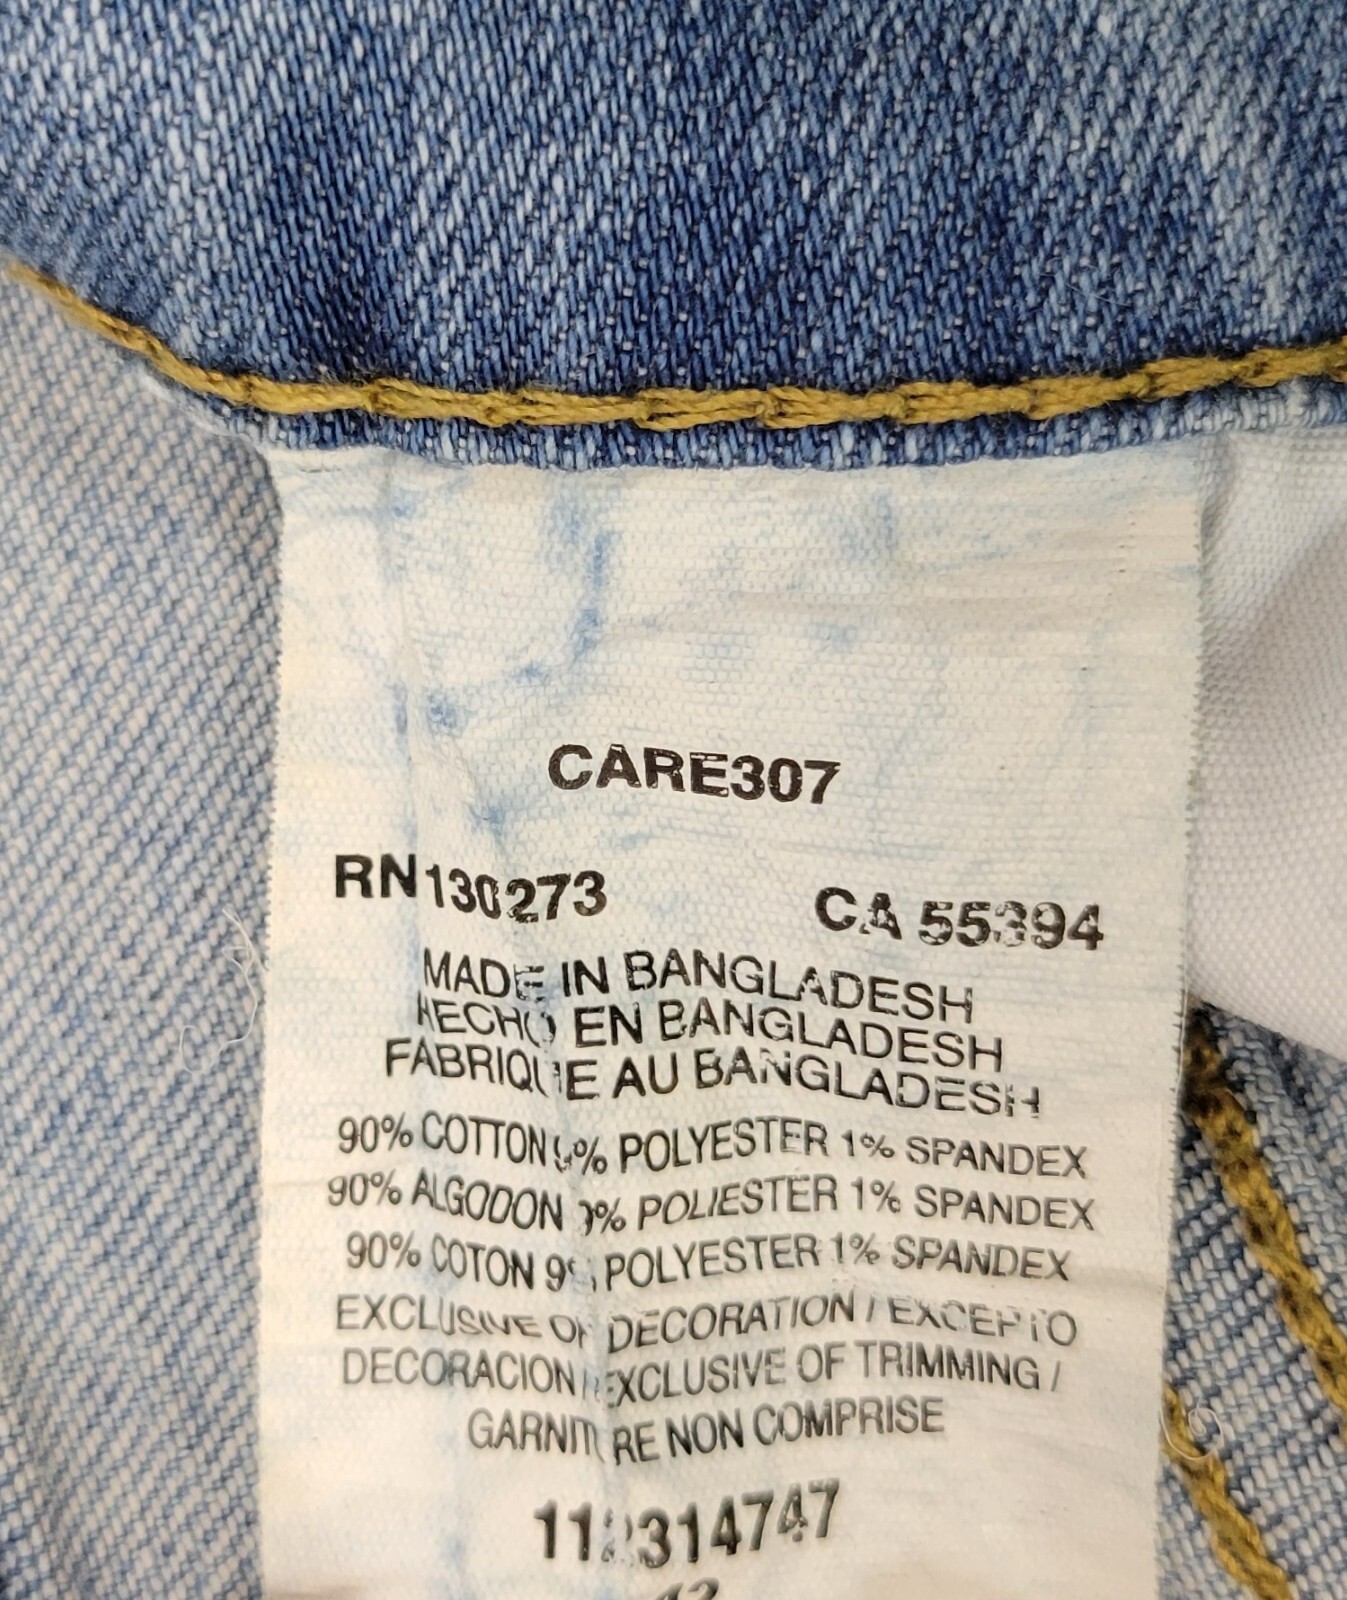 CARE307
RN 130273 CA 55394
MADE IN BANGLADESH
HECHO EN BANGLADESH
FABRIQUE AU BANGLADESH
90% COTTON 9% POLYESTER 1% SPANDEX
90% ALGODON 9% POLIESTER 1% SPANDEX
90% COTON 9% POLYESTER 1% SPANDEX
EXCLUSIVE OF DECORATION / EXCEPTO
DECORACION / EXCLUSIVE OF TRIMMING /
GARNITURE NON COMPRISE